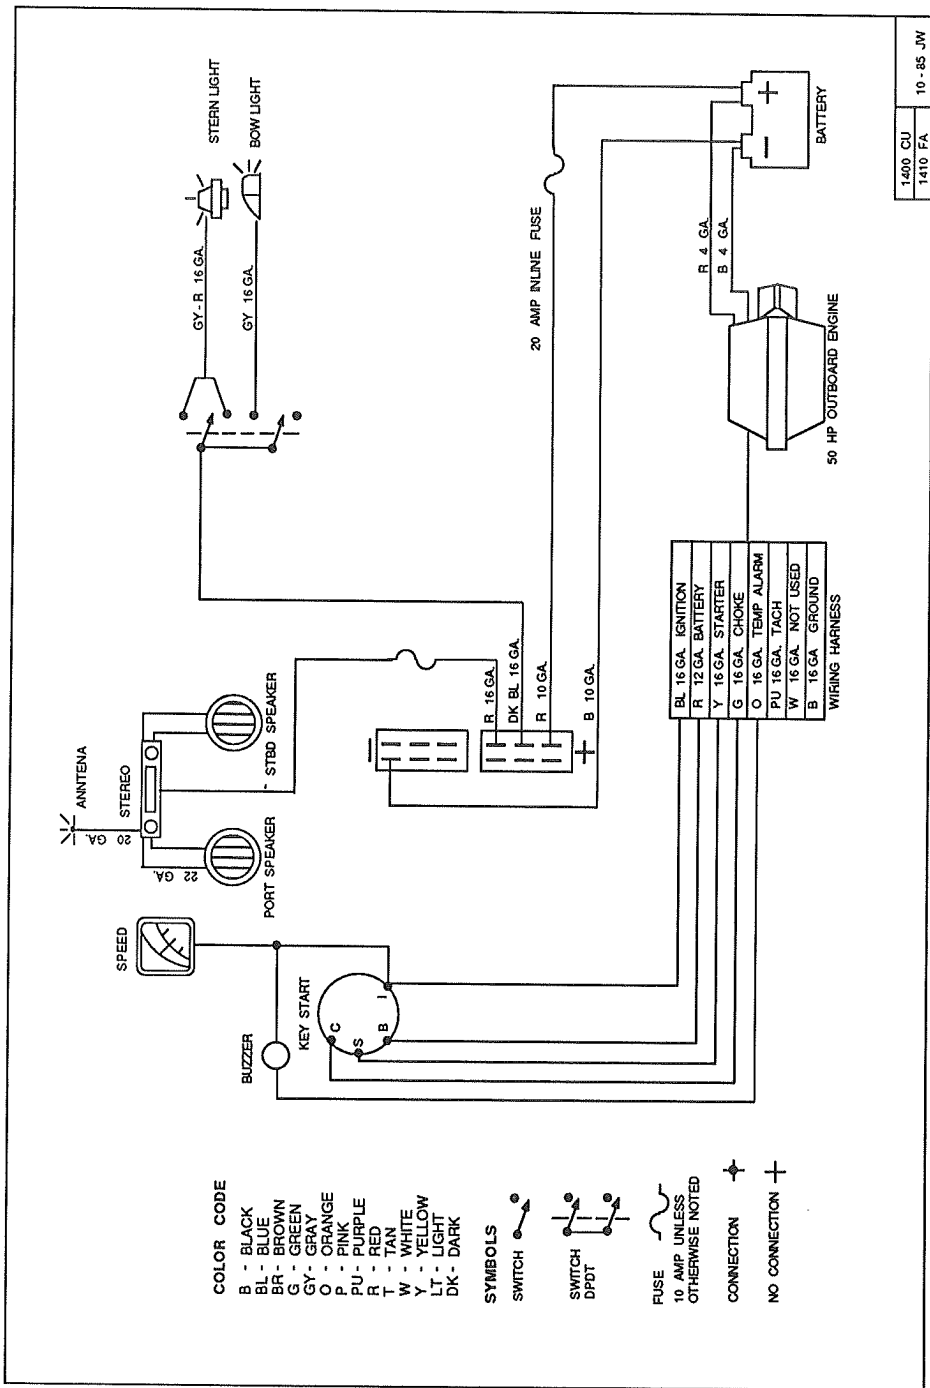 ANNTENA
20 GA.
STEREO
22 GA.
PORT SPEAKER
STBD SPEAKER
SPEED
BUZZER
KEY START
C
S
B
I
STERN LIGHT
BOW LIGHT
GY - R 16 GA.
GY 16 GA.
R 16 GA.
DK BL 16 GA.
R 10 GA.
B 10 GA.
−
+
20 AMP INLINE FUSE
R 4 GA.
B 4 GA.
+
−
BATTERY
50 HP OUTBOARD ENGINE
BL 16 GA. IGNITION
R 12 GA. BATTERY
Y 16 GA. STARTER
G 16 GA. CHOKE
O 16 GA. TEMP ALARM
PU 16 GA. TACH
W 16 GA. NOT USED
B 16 GA GROUND
WIRING HARNESS
COLOR CODE
B - BLACK
BL - BLUE
BR - BROWN
G - GREEN
GY - GRAY
O - ORANGE
P - PINK
PU - PURPLE
R - RED
T - TAN
W - WHITE
Y - YELLOW
LT - LIGHT
DK - DARK
SYMBOLS
SWITCH
SWITCH
DPDT
FUSE
10 AMP UNLESS
OTHERWISE NOTED
CONNECTION
NO CONNECTION
1400 CU
1410 FA
10 - 85 JW